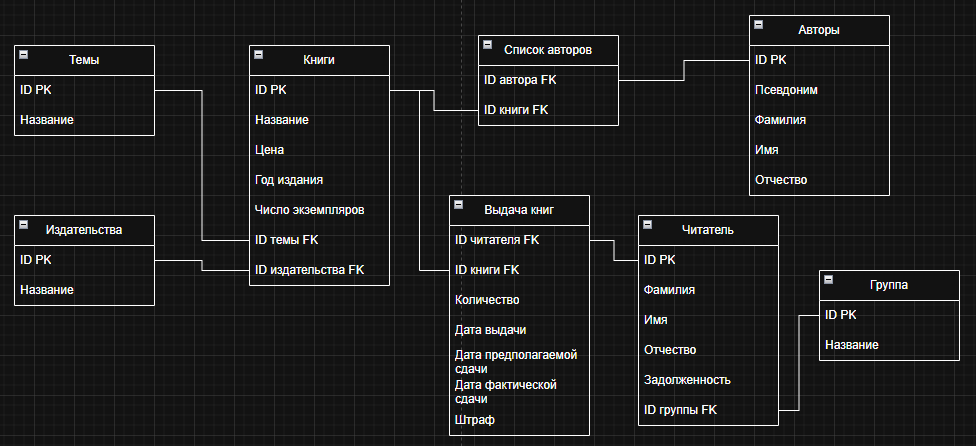 Темы
ID PK
Название
Издательства
ID PK
Название
Книги
ID PK
Название
Цена
Год издания
Число экземпляров
ID темы FK
ID издательства FK
Список авторов
ID автора FK
ID книги FK
Авторы
ID PK
Псевдоним
Фамилия
Имя
Отчество
Выдача книг
ID читателя FK
ID книги FK
Количество
Дата выдачи
Дата предполагаемой
сдачи
Дата фактической
сдачи
Штраф
Читатель
ID PK
Фамилия
Имя
Отчество
Задолженность
ID группы FK
Группа
ID PK
Название